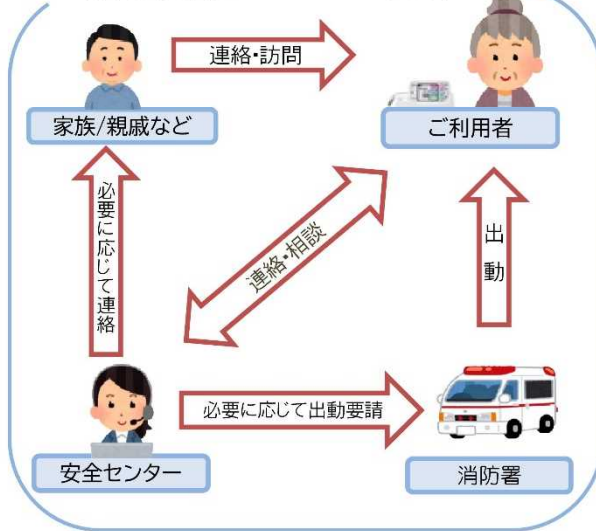 連絡・訪問
家族/親戚など
ご利用者
必要に応じて連絡
連絡・相談
出動
必要に応じて出動要請
安全センター
消防署